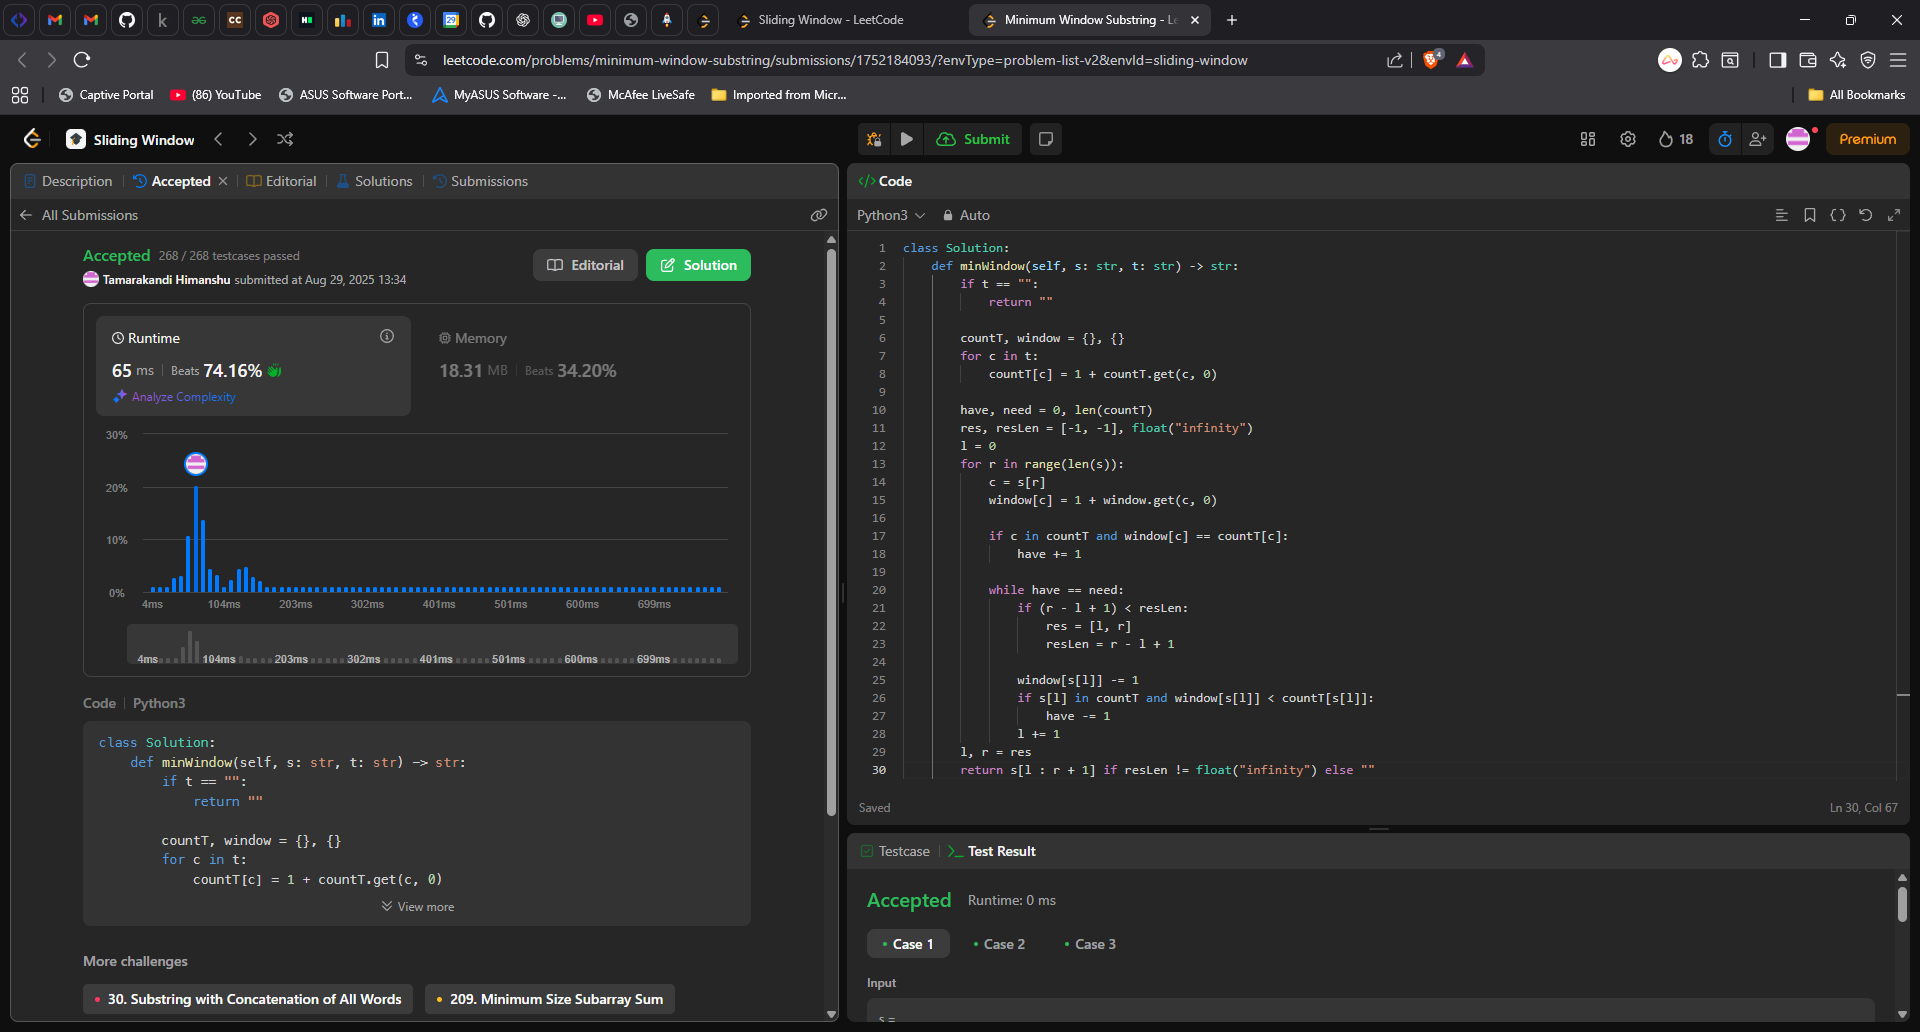 Sliding Window - LeetCode
Minimum Window Substring - Le
leetcode.com/problems/minimum-window-substring/submissions/1752184093/?envType=problem-list-v2&envId=sliding-window
4
Captive Portal
(86) YouTube
ASUS Software Port...
MyASUS Software -...
McAfee LiveSafe
Imported from Micr...
All Bookmarks
Sliding Window
Submit
18
Premium
Description
Accepted
Editorial
Solutions
Submissions
All Submissions
Accepted 268 / 268 testcases passed
Tamarakandi Himanshu submitted at Aug 29, 2025 13:34
Editorial
Solution
Runtime
65 ms | Beats 74.16%
Analyze Complexity
Memory
18.31 MB | Beats 34.20%
30%
20%
10%
0%
4ms 104ms 203ms 302ms 401ms 501ms 600ms 699ms
4ms 104ms 203ms 302ms 401ms 501ms 600ms 699ms
Code | Python3
class Solution:
    def minWindow(self, s: str, t: str) -> str:
        if t == "":
            return ""

        countT, window = {}, {}
        for c in t:
            countT[c] = 1 + countT.get(c, 0)
View more
More challenges
30. Substring with Concatenation of All Words
209. Minimum Size Subarray Sum
</> Code
Python3
Auto
1 class Solution:
2     def minWindow(self, s: str, t: str) -> str:
3         if t == "":
4             return ""
5
6         countT, window = {}, {}
7         for c in t:
8             countT[c] = 1 + countT.get(c, 0)
9
10         have, need = 0, len(countT)
11         res, resLen = [-1, -1], float("infinity")
12         l = 0
13         for r in range(len(s)):
14             c = s[r]
15             window[c] = 1 + window.get(c, 0)
16
17             if c in countT and window[c] == countT[c]:
18                 have += 1
19
20             while have == need:
21                 if (r - l + 1) < resLen:
22                     res = [l, r]
23                     resLen = r - l + 1
24
25                 window[s[l]] -= 1
26                 if s[l] in countT and window[s[l]] < countT[s[l]]:
27                     have -= 1
28                 l += 1
29         l, r = res
30         return s[l : r + 1] if resLen != float("infinity") else ""
Saved
Ln 30, Col 67
Testcase
Test Result
Accepted Runtime: 0 ms
Case 1
Case 2
Case 3
Input
s =